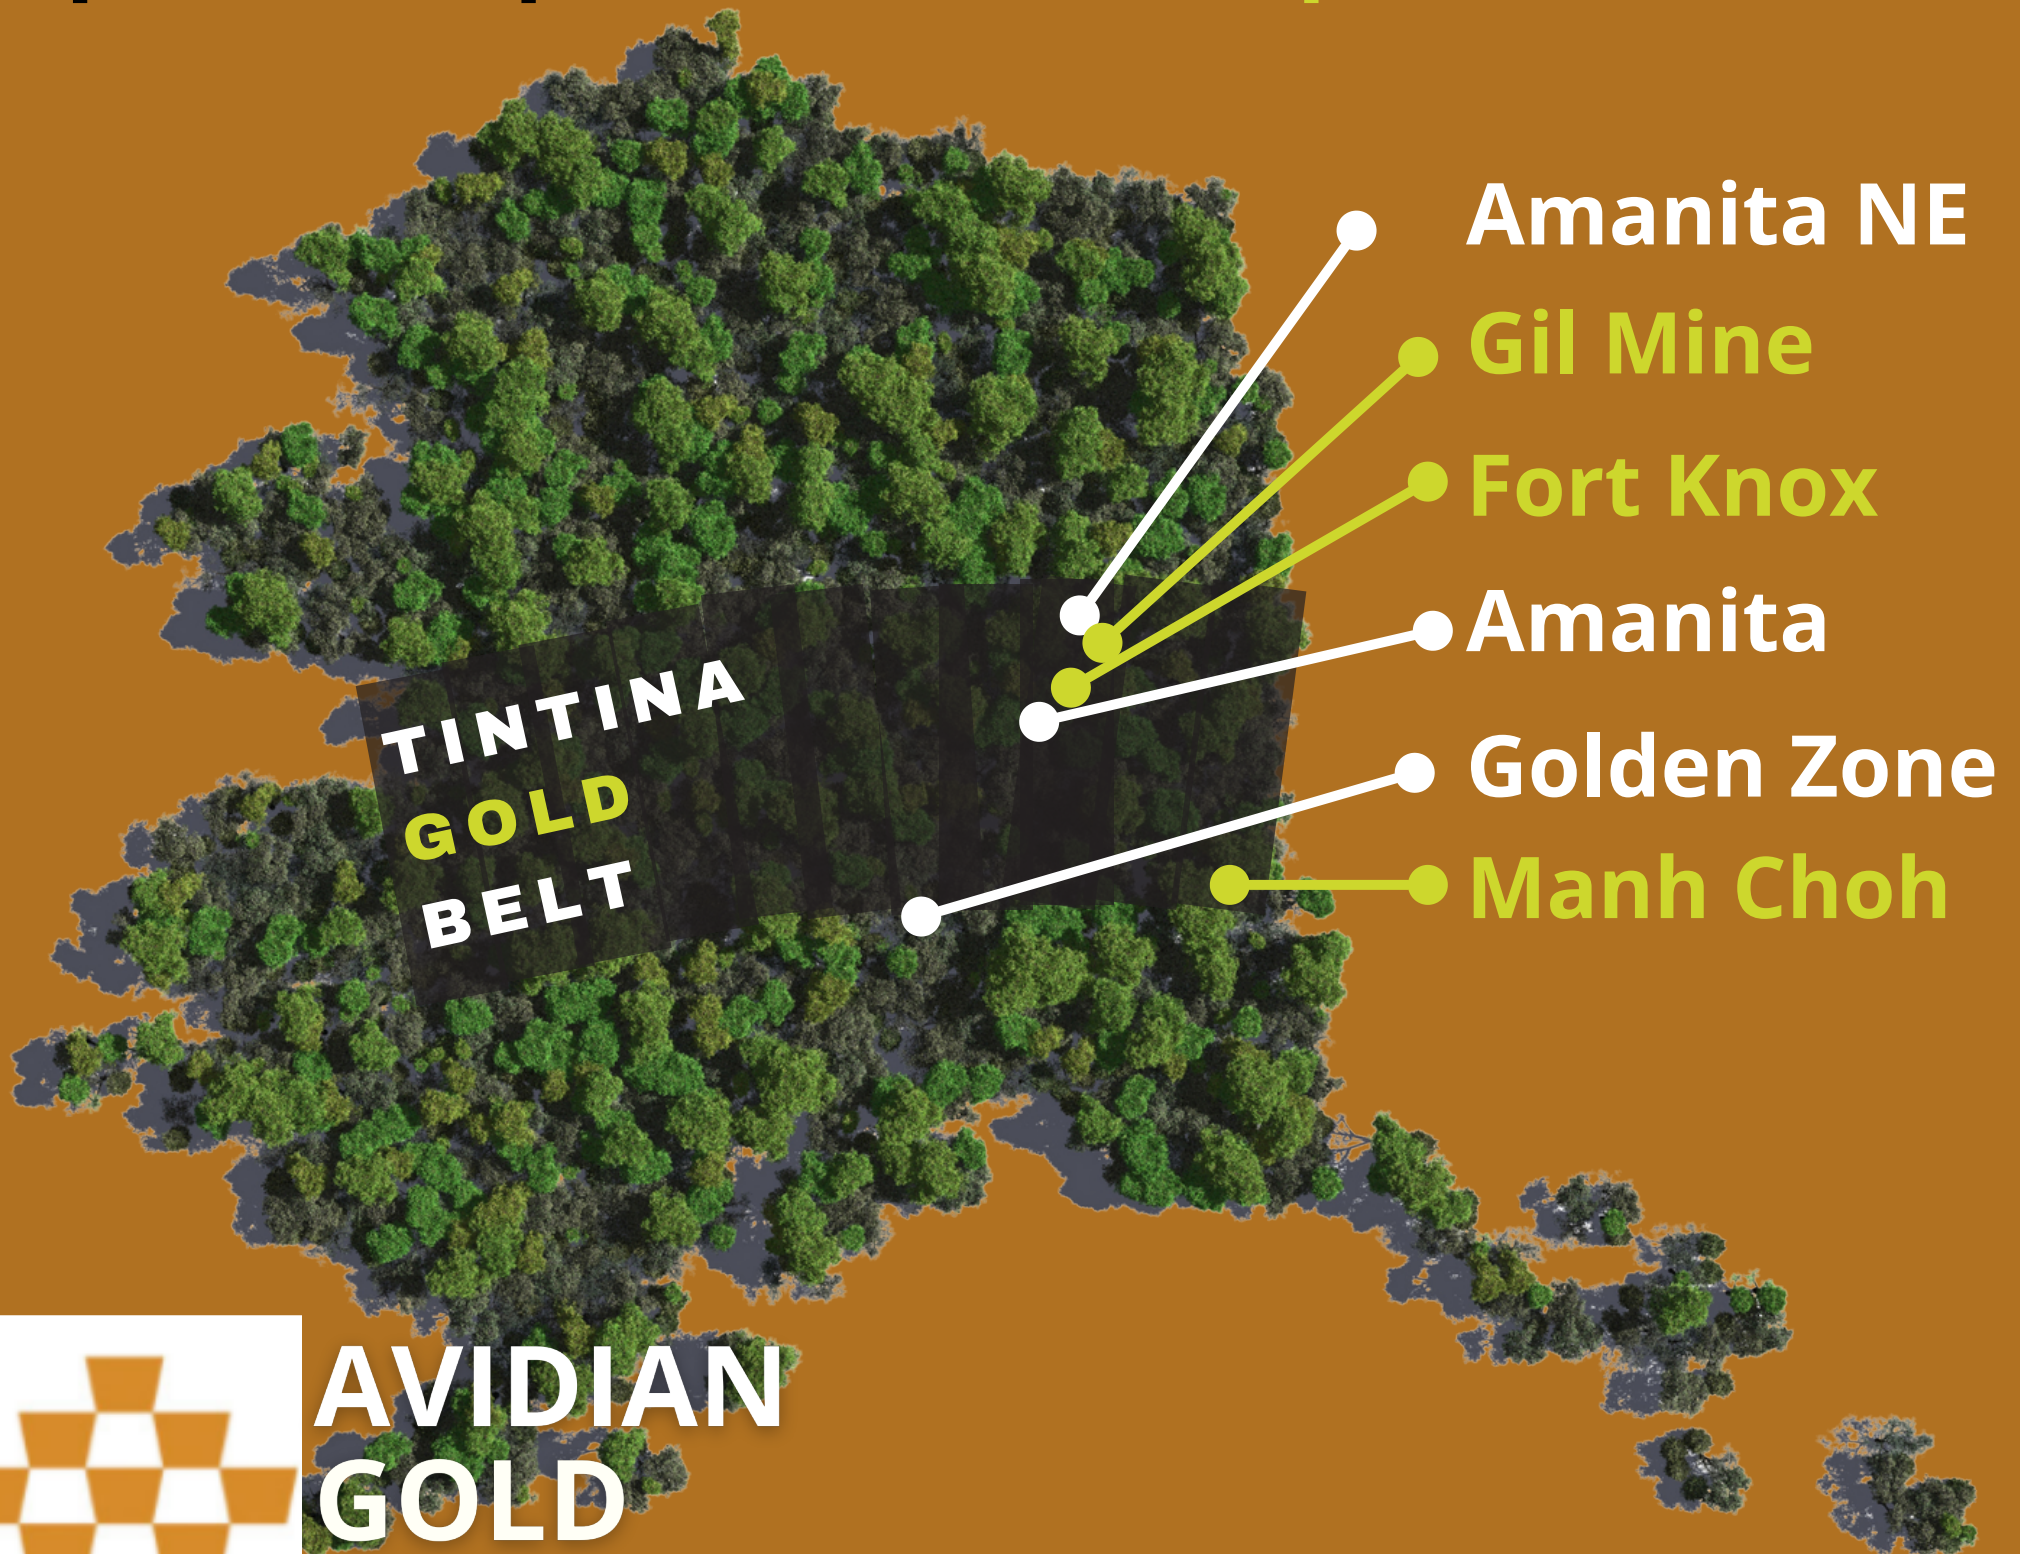 Amanita NE
Gil Mine
Fort Knox
Amanita
Golden Zone
Manh Choh
TINTINA
GOLD
BELT
AVIDIAN
GOLD